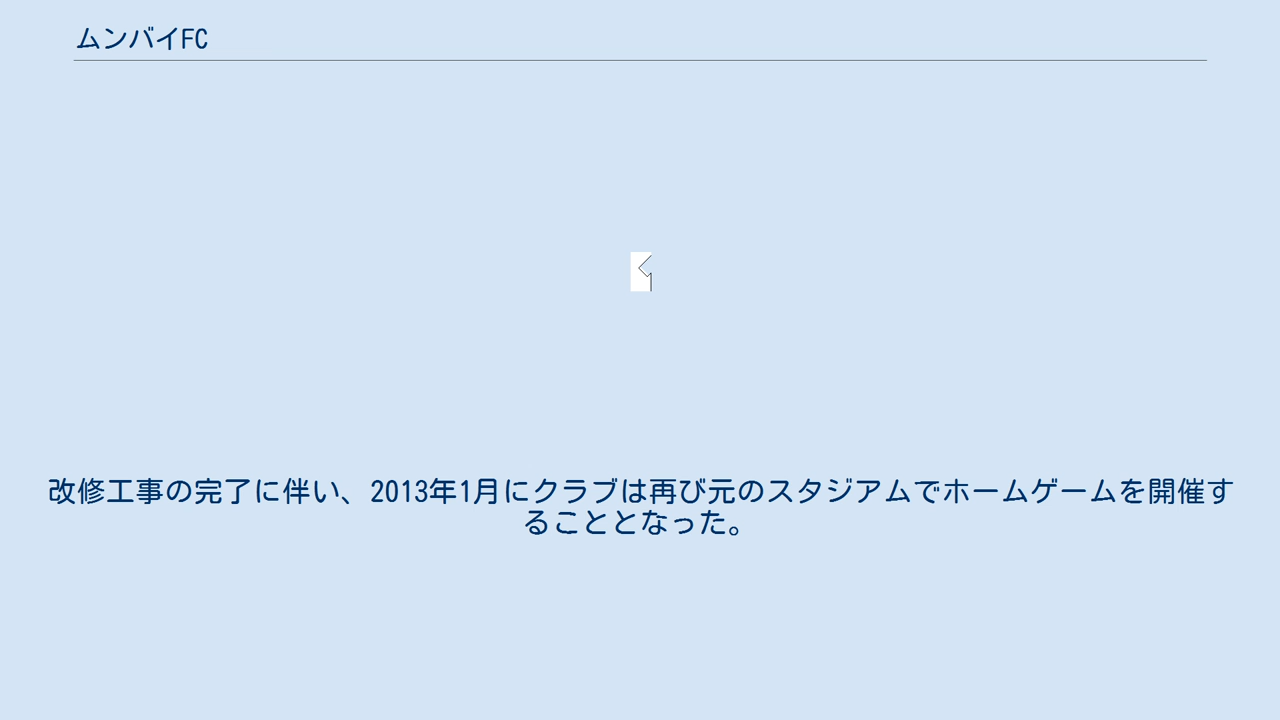 ムンバイFC
改修工事の完了に伴い、2013年1月にクラブは再び元のスタジアムでホームゲームを開催す
ることとなった。